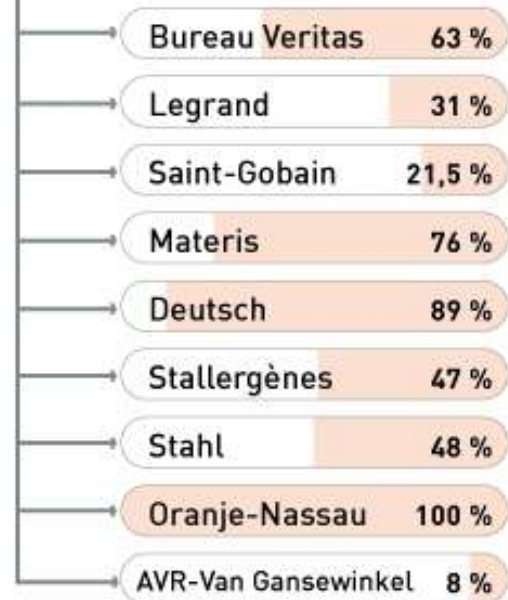 Bureau Veritas 63 %
Legrand 31 %
Saint-Gobain 21,5 %
Materis 76 %
Deutsch 89 %
Stallergènes 47 %
Stahl 48 %
Oranje-Nassau 100 %
AVR-Van Gansewinkel 8 %